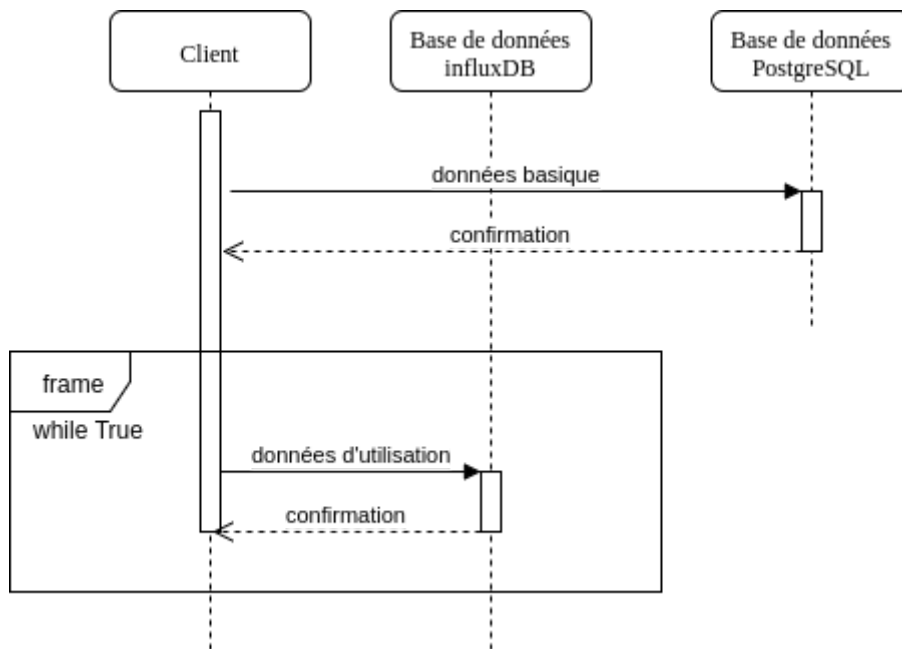 Client
Base de données
influxDB
Base de données
PostgreSQL
données basique
confirmation
frame
while True
données d'utilisation
confirmation